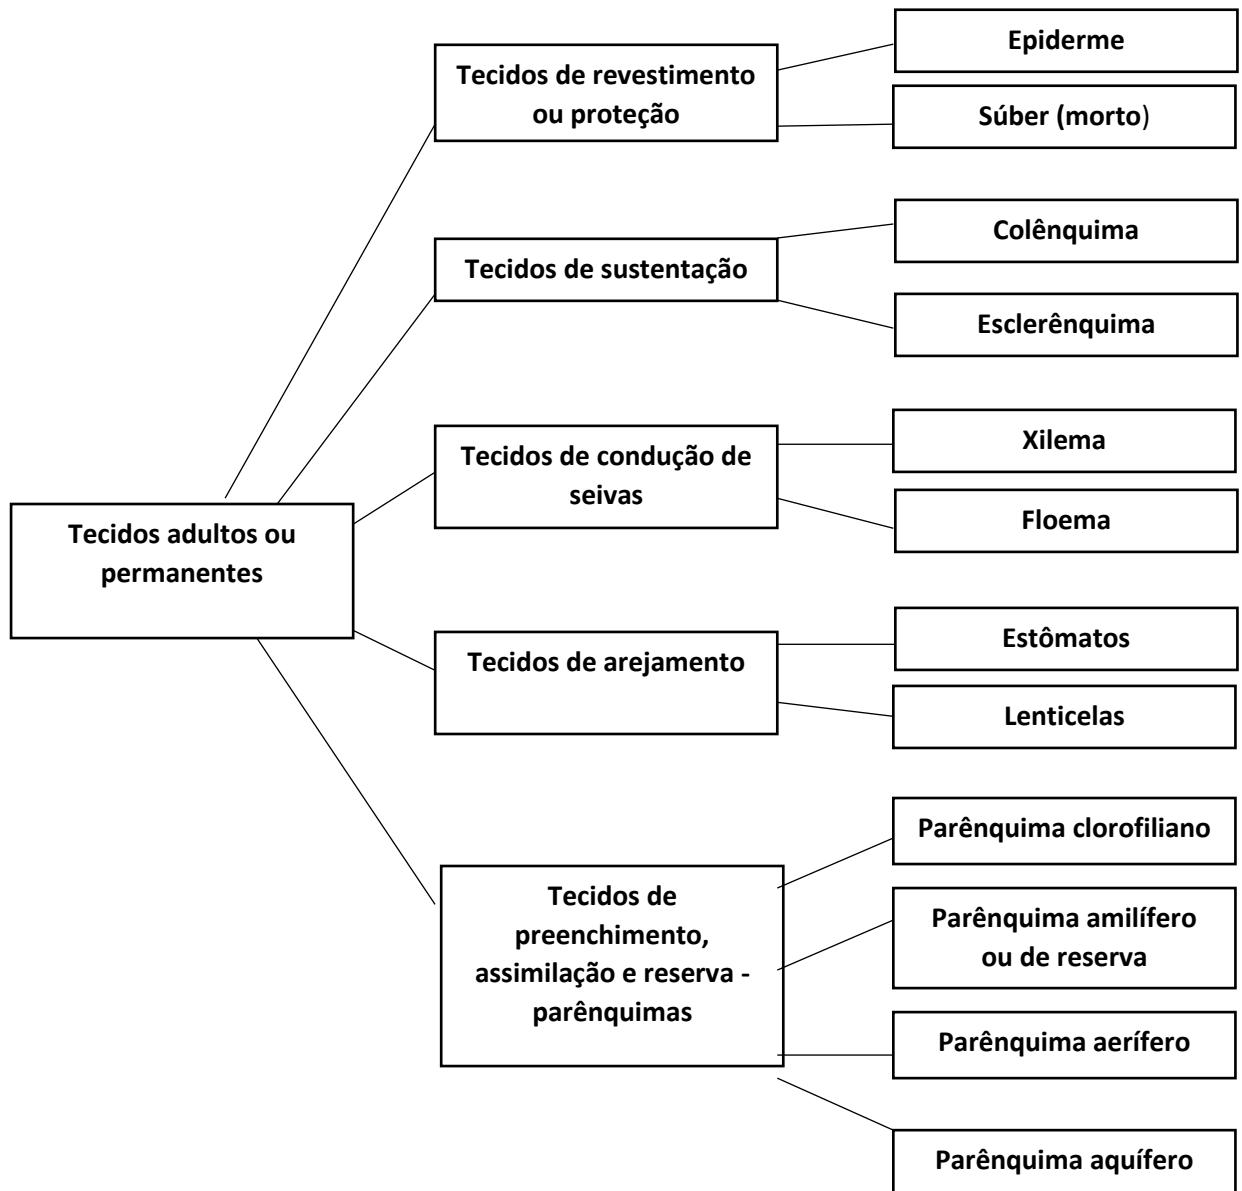 Tecidos adultos ou
permanentes
Tecidos de revestimento
ou proteção
Epiderme
Súber (morto)
Tecidos de sustentação
Colênquima
Esclerênquima
Tecidos de condução de
seivas
Xilema
Floema
Tecidos de arejamento
Estômatos
Lenticelas
Tecidos de
preenchimento,
assimilação e reserva -
parênquimas
Parênquima clorofiliano
Parênquima amilífero
ou de reserva
Parênquima aerífero
Parênquima aquífero